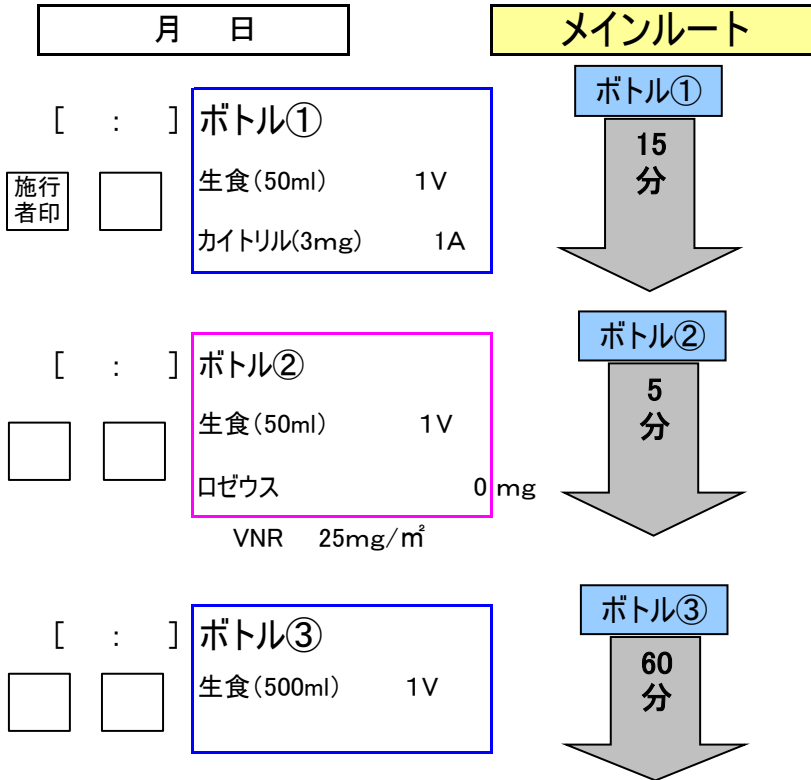 月　日
メインルート
[　:　] ボトル①
ボトル①
15
分
施行
者印
生食(50ml)　1V
カイトリル(3mg)　1A
[　:　] ボトル②
ボトル②
5
分
生食(50ml)　1V
ロゼウス　0 mg
VNR　25mg/㎡
[　:　] ボトル③
ボトル③
60
分
生食(500ml)　1V